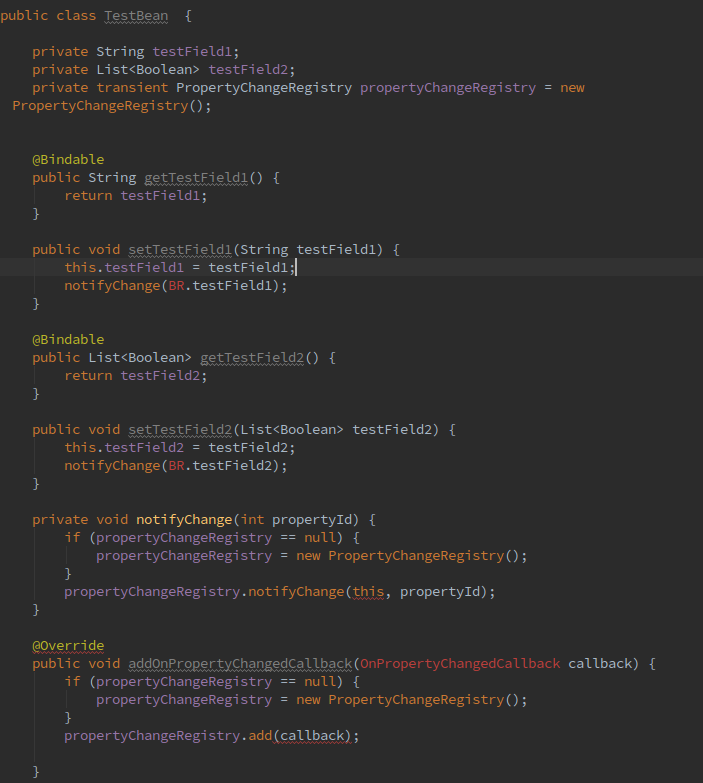 public class TestBean  {
private String testField1;
private List<Boolean> testField2;
private transient PropertyChangeRegistry propertyChangeRegistry = new
PropertyChangeRegistry();
@Bindable
public String getTestField1() {
return testField1;
}
public void setTestField1(String testField1) {
this.testField1 = testField1;
notifyChange(BR.testField1);
}
@Bindable
public List<Boolean> getTestField2() {
return testField2;
}
public void setTestField2(List<Boolean> testField2) {
this.testField2 = testField2;
notifyChange(BR.testField2);
}
private void notifyChange(int propertyId) {
if (propertyChangeRegistry == null) {
propertyChangeRegistry = new PropertyChangeRegistry();
}
propertyChangeRegistry.notifyChange(this, propertyId);
}
@Override
public void addOnPropertyChangedCallback(OnPropertyChangedCallback callback) {
if (propertyChangeRegistry == null) {
propertyChangeRegistry = new PropertyChangeRegistry();
}
propertyChangeRegistry.add(callback);
}